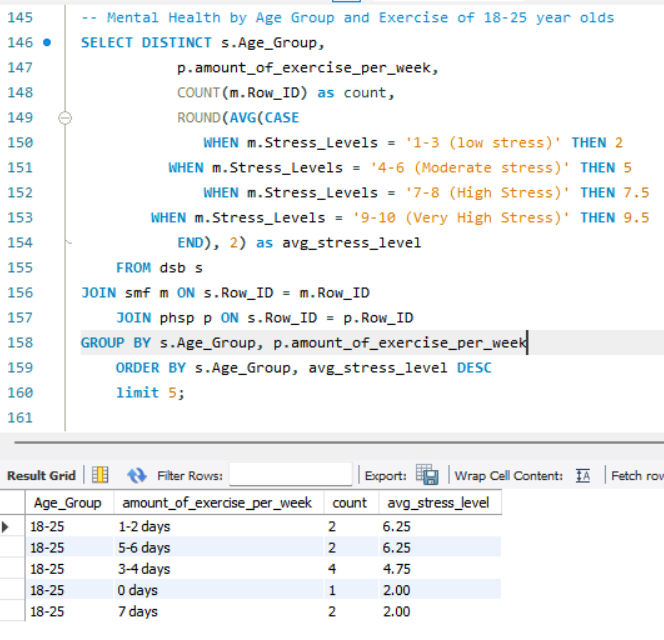 145 -- Mental Health by Age Group and Exercise of 18-25 year olds
146 SELECT DISTINCT s.Age_Group,
147 p.amount_of_exercise_per_week,
148 COUNT(m.Row_ID) as count,
149 ROUND(AVG(CASE
150 WHEN m.Stress_Levels = '1-3 (low stress)' THEN 2
151 WHEN m.Stress_Levels = '4-6 (Moderate stress)' THEN 5
152 WHEN m.Stress_Levels = '7-8 (High Stress)' THEN 7.5
153 WHEN m.Stress_Levels = '9-10 (Very High Stress)' THEN 9.5
154 END), 2) as avg_stress_level
155 FROM dsb s
156 JOIN smf m ON s.Row_ID = m.Row_ID
157 JOIN phsp p ON s.Row_ID = p.Row_ID
158 GROUP BY s.Age_Group, p.amount_of_exercise_per_week
159 ORDER BY s.Age_Group, avg_stress_level DESC
160 limit 5;
161
Result Grid Filter Rows: Export: Wrap Cell Content: Fetch row
Age_Group amount_of_exercise_per_week count avg_stress_level
18-25 1-2 days 2 6.25
18-25 5-6 days 2 6.25
18-25 3-4 days 4 4.75
18-25 0 days 1 2.00
18-25 7 days 2 2.00